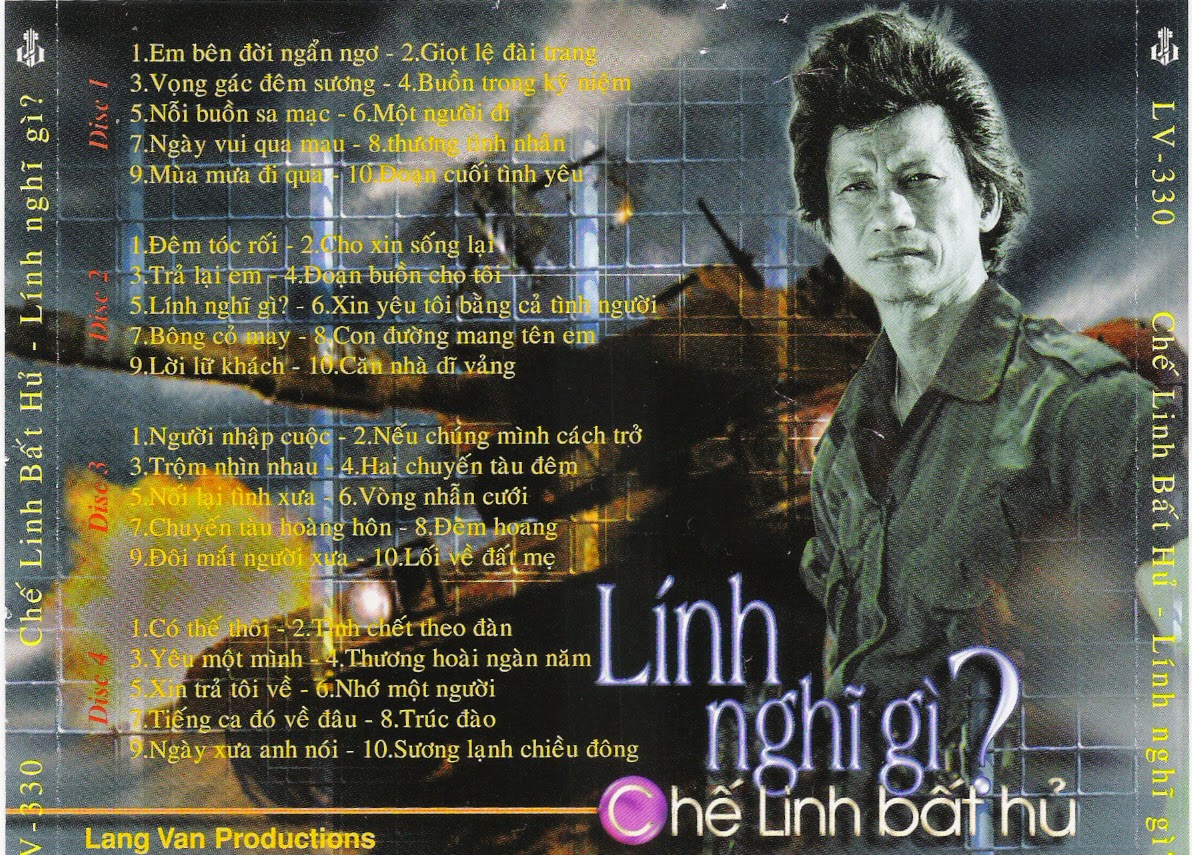 Chế Linh Bất Hủ - Lính nghĩ gì?
V-330
Disc 1
1.Em bên đời ngẩn ngơ - 2.Giọt lệ đài trang
3.Vọng gác đêm sương - 4.Buồn trong kỹ niệm
5.Nỗi buồn sa mạc - 6.Một người đi
7.Ngày vui qua mau - 8.thương tình nhân
9.Mùa mưa đi qua - 10.Đoạn cuối tình yêu
Disc 2
1.Đêm tóc rối - 2.Cho xin sống lại
3.Trả lại em - 4.Đoạn buồn cho tôi
5.Lính nghĩ gì? - 6.Xin yêu tôi bằng cả tình người
7.Bông cỏ may - 8.Con đường mang tên em
9.Lời lữ khách - 10.Căn nhà dĩ vảng
Disc 3
1.Người nhập cuộc - 2.Nếu chúng mình cách trở
3.Trộm nhìn nhau - 4.Hai chuyến tàu đêm
5.Nối lại tình xưa - 6.Vòng nhẫn cưới
7.Chuyến tàu hoàng hôn - 8.Đêm hoang
9.Đôi mắt người xưa - 10.Lối về đất mẹ
Disc 4
1.Có thế thôi - 2.Tình chết theo đàn
3.Yêu một mình - 4.Thương hoài ngàn năm
5.Xin trả tôi về - 6.Nhớ một người
7.Tiếng ca đó về đâu - 8.Trúc đào
9.Ngày xưa anh nói - 10.Sương lạnh chiều đông
Lang Van Productions
Lính
nghĩ gì?
Chế Linh bất hủ
LV-330 Chế Linh Bất Hủ - Lính nghĩ gì?